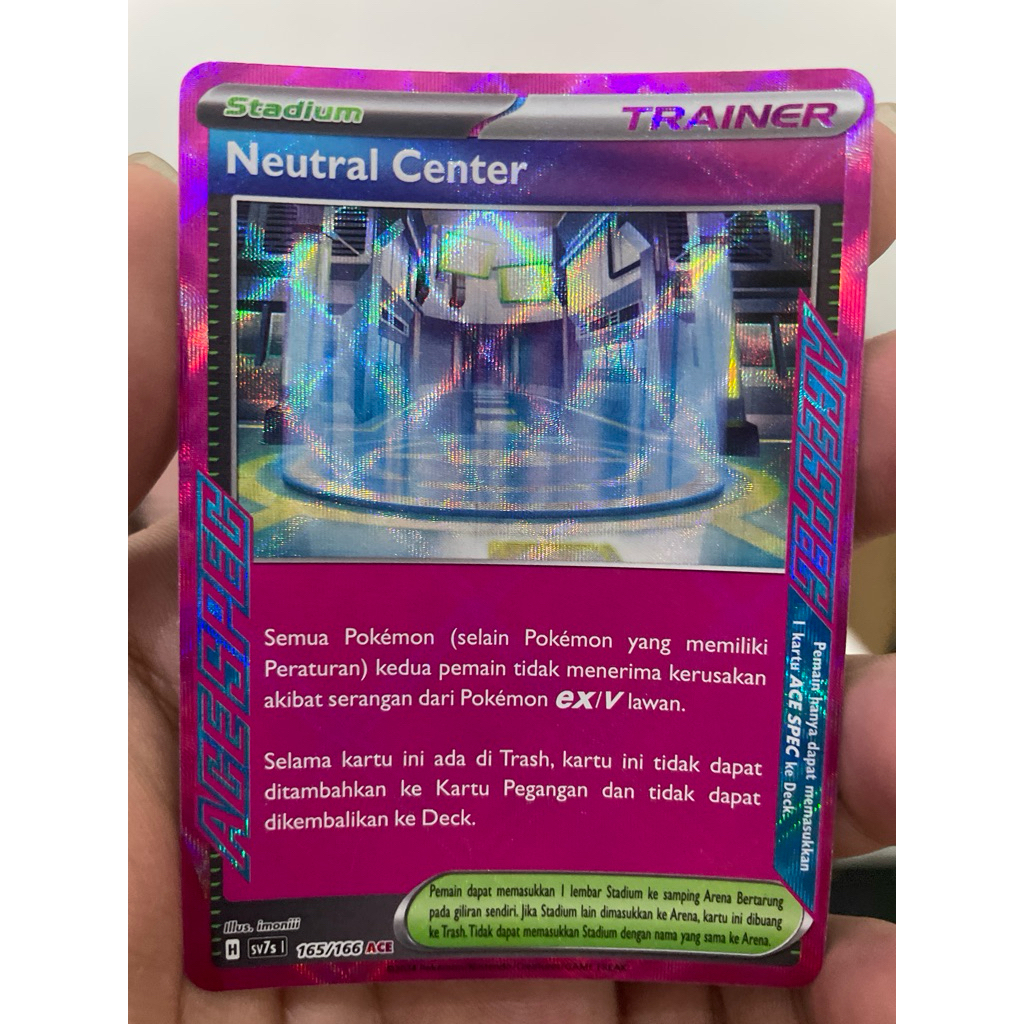 Stadium
TRAINER
Neutral Center
ACE SPEC
ACE SPEC
Semua Pokémon (selain Pokémon yang memiliki
Peraturan) kedua pemain tidak menerima kerusakan
akibat serangan dari Pokémon ex/V lawan.
Selama kartu ini ada di Trash, kartu ini tidak dapat
ditambahkan ke Kartu Pegangan dan tidak dapat
dikembalikan ke Deck.
Pemain hanya dapat memasukkan
1 kartu ACE SPEC ke Deck.
Pemain dapat memasukkan 1 lembar Stadium ke samping Arena Bertarung
pada giliran sendiri. Jika Stadium lain dimasukkan ke Arena, kartu ini dibuang
ke Trash. Tidak dapat memasukkan Stadium dengan nama yang sama ke Arena.
Illus. imoniii
H sv7s I 165/166 ACE